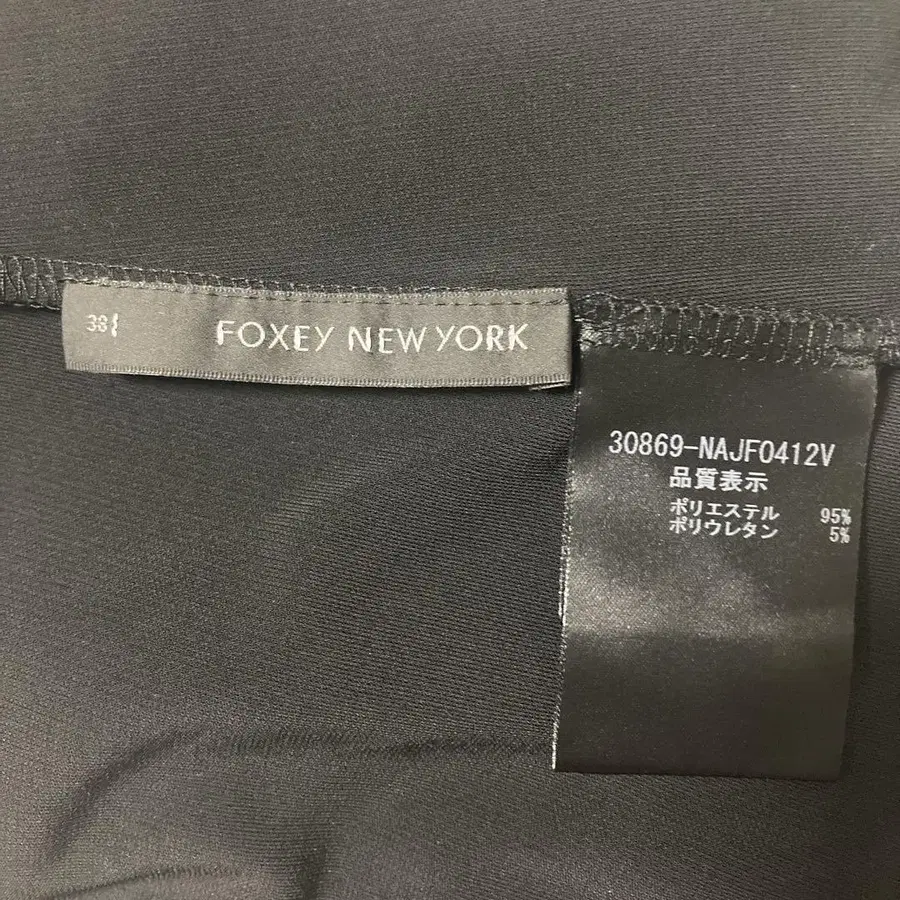 38
FOXEY NEW YORK
30869-NAJF0412V
品質表示
ポリエステル 95%
ポリウレタン 5%